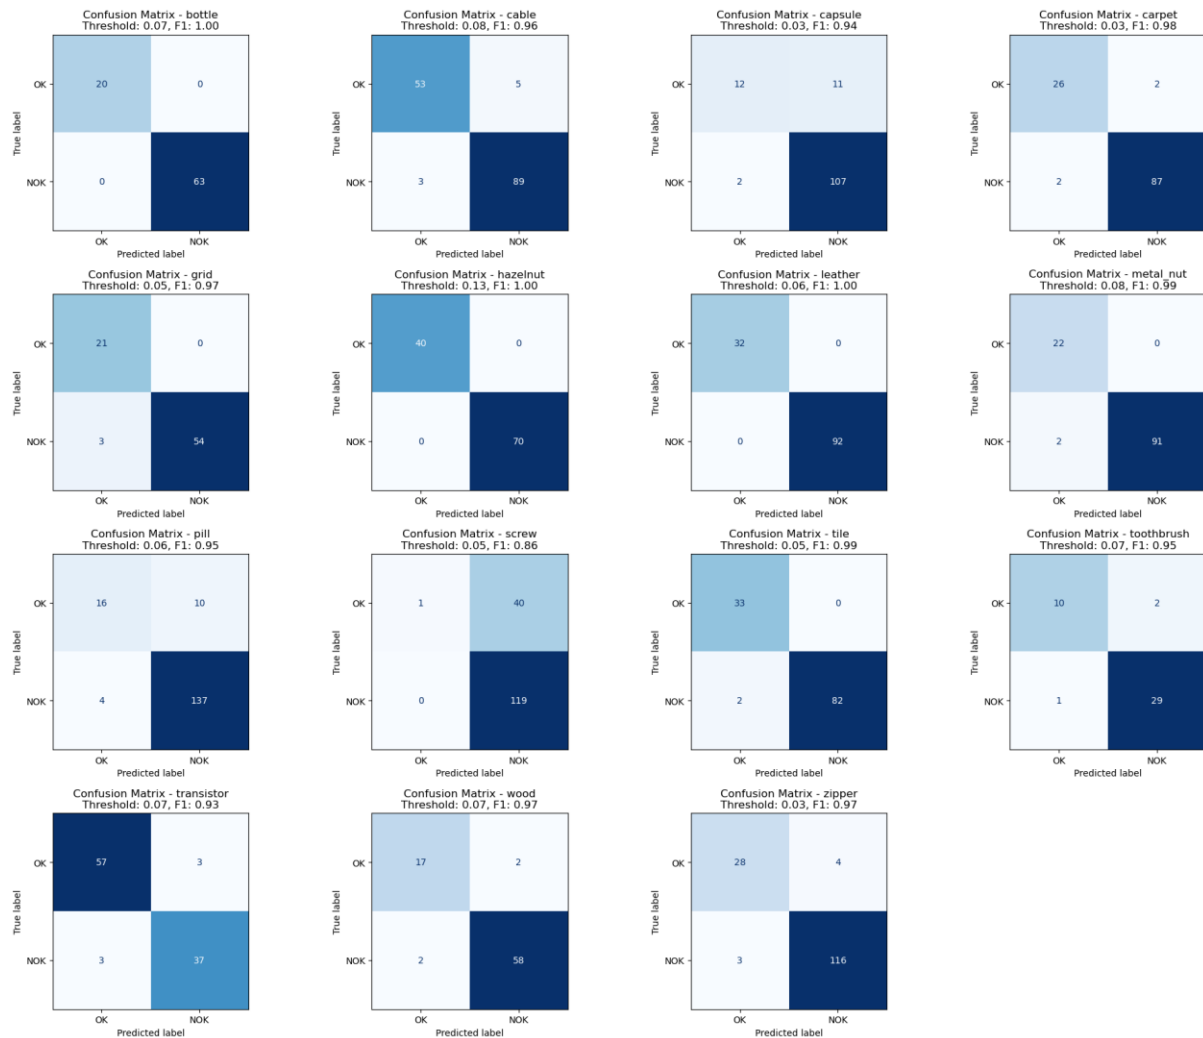 Confusion Matrix - bottle
Threshold: 0.07, F1: 1.00
OK
20
0
NOK
0
63
True label
OK
NOK
Predicted label
Confusion Matrix - cable
Threshold: 0.08, F1: 0.96
OK
53
5
NOK
3
89
True label
OK
NOK
Predicted label
Confusion Matrix - capsule
Threshold: 0.03, F1: 0.94
OK
12
11
NOK
2
107
True label
OK
NOK
Predicted label
Confusion Matrix - carpet
Threshold: 0.03, F1: 0.98
OK
26
2
NOK
2
87
True label
OK
NOK
Predicted label
Confusion Matrix - grid
Threshold: 0.05, F1: 0.97
OK
21
0
NOK
3
54
True label
OK
NOK
Predicted label
Confusion Matrix - hazelnut
Threshold: 0.13, F1: 1.00
OK
40
0
NOK
0
70
True label
OK
NOK
Predicted label
Confusion Matrix - leather
Threshold: 0.06, F1: 1.00
OK
32
0
NOK
0
92
True label
OK
NOK
Predicted label
Confusion Matrix - metal_nut
Threshold: 0.08, F1: 0.99
OK
22
0
NOK
2
91
True label
OK
NOK
Predicted label
Confusion Matrix - pill
Threshold: 0.06, F1: 0.95
OK
16
10
NOK
4
137
True label
OK
NOK
Predicted label
Confusion Matrix - screw
Threshold: 0.05, F1: 0.86
OK
1
40
NOK
0
119
True label
OK
NOK
Predicted label
Confusion Matrix - tile
Threshold: 0.05, F1: 0.99
OK
33
0
NOK
2
82
True label
OK
NOK
Predicted label
Confusion Matrix - toothbrush
Threshold: 0.07, F1: 0.95
OK
10
2
NOK
1
29
True label
OK
NOK
Predicted label
Confusion Matrix - transistor
Threshold: 0.07, F1: 0.93
OK
57
3
NOK
3
37
True label
OK
NOK
Predicted label
Confusion Matrix - wood
Threshold: 0.07, F1: 0.97
OK
17
2
NOK
2
58
True label
OK
NOK
Predicted label
Confusion Matrix - zipper
Threshold: 0.03, F1: 0.97
OK
28
4
NOK
3
116
True label
OK
NOK
Predicted label